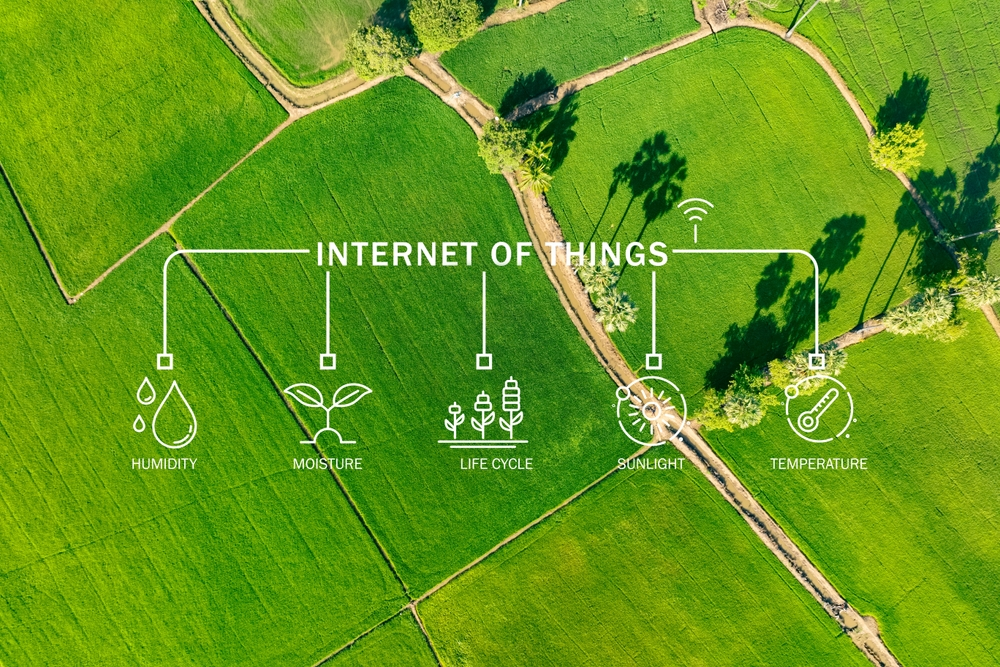 INTERNET OF THINGS
HUMIDITY
MOISTURE
LIFE CYCLE
SUNLIGHT
TEMPERATURE